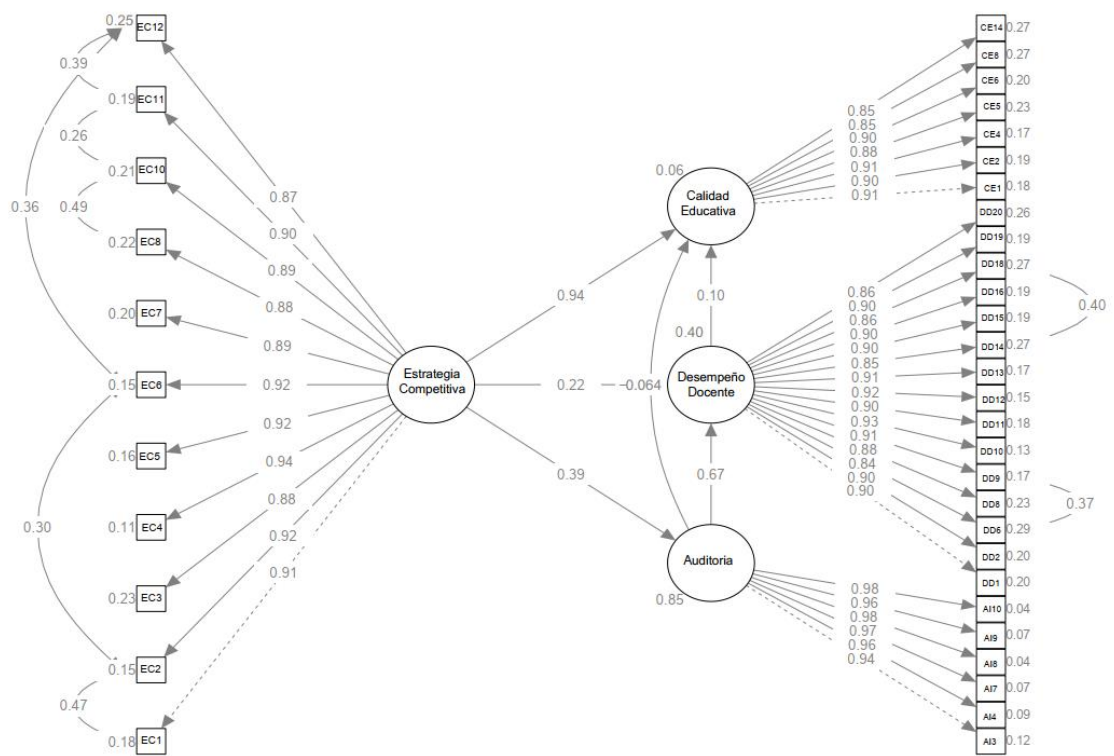 0.25 EC12
0.39
0.19 EC11
0.26
0.21 EC10
0.49
0.36
0.22 EC8
0.20 EC7
0.15 EC6
0.16 EC5
0.30
0.11 EC4
0.23 EC3
0.15 EC2
0.47
0.18 EC1
0.87
0.90
0.89
0.88
0.89
0.92
0.92
0.94
0.88
0.92
0.91
Estrategia
Competitiva
0.94
0.22
0.39
0.06
Calidad
Educativa
0.10
0.40
-0.064
Desempeño
Docente
0.67
Auditoria
0.85
0.85
0.85
0.90
0.88
0.91
0.90
0.91
0.86
0.90
0.86
0.90
0.90
0.85
0.91
0.92
0.90
0.93
0.91
0.88
0.84
0.90
0.90
0.98
0.96
0.98
0.97
0.96
0.94
CE14 0.27
CE8 0.27
CE6 0.20
CE5 0.23
CE4 0.17
CE2 0.19
CE1 0.18
DD20 0.26
DD19 0.19
DD18 0.27
DD16 0.19
DD15 0.19
0.40
DD14 0.27
DD13 0.17
DD12 0.15
DD11 0.18
DD10 0.13
DD9 0.17
DD8 0.23
0.37
DD6 0.29
DD2 0.20
DD1 0.20
AI10 0.04
AI9 0.07
AI8 0.04
AI7 0.07
AI4 0.09
AI3 0.12